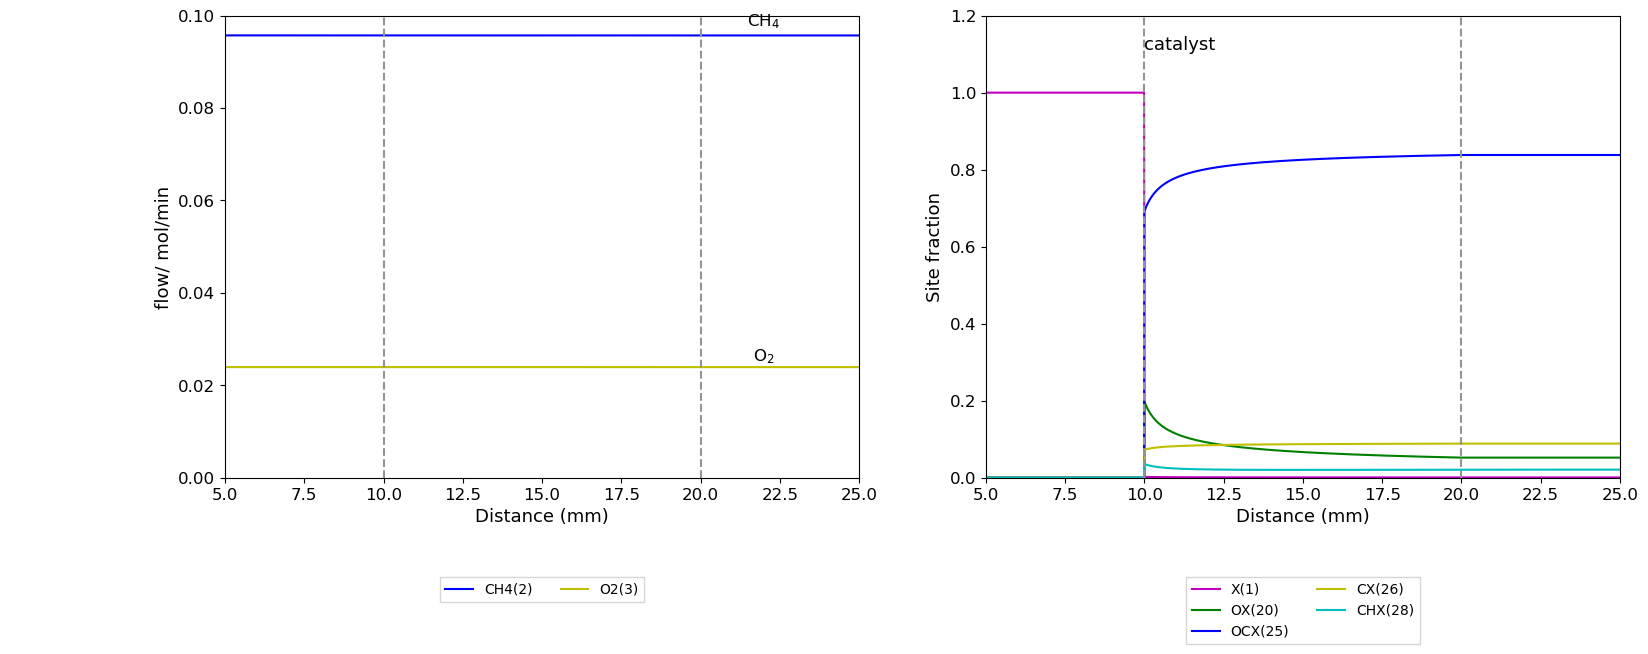 0.10
0.08
0.06
0.04
0.02
0.00
flow/ mol/min
CH₄
O₂
5.0 7.5 10.0 12.5 15.0 17.5 20.0 22.5 25.0
Distance (mm)
CH4(2) O2(3)
1.2
1.0
0.8
0.6
0.4
0.2
0.0
Site fraction
catalyst
5.0 7.5 10.0 12.5 15.0 17.5 20.0 22.5 25.0
Distance (mm)
X(1) CX(26)
OX(20) CHX(28)
OCX(25)